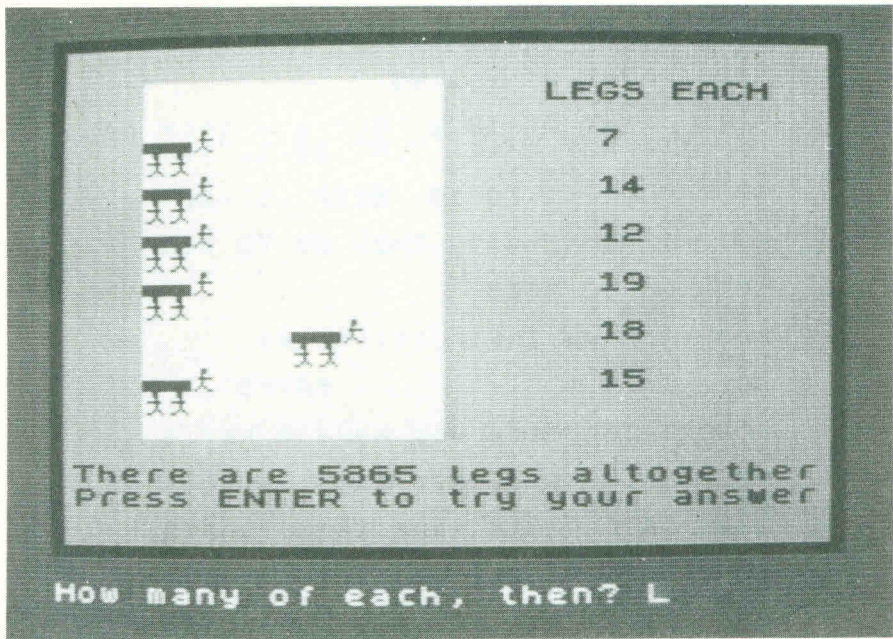 LEGS EACH
7
14
12
19
18
15
There are 5865 legs altogether
Press ENTER to try your answer
How many of each, then? L